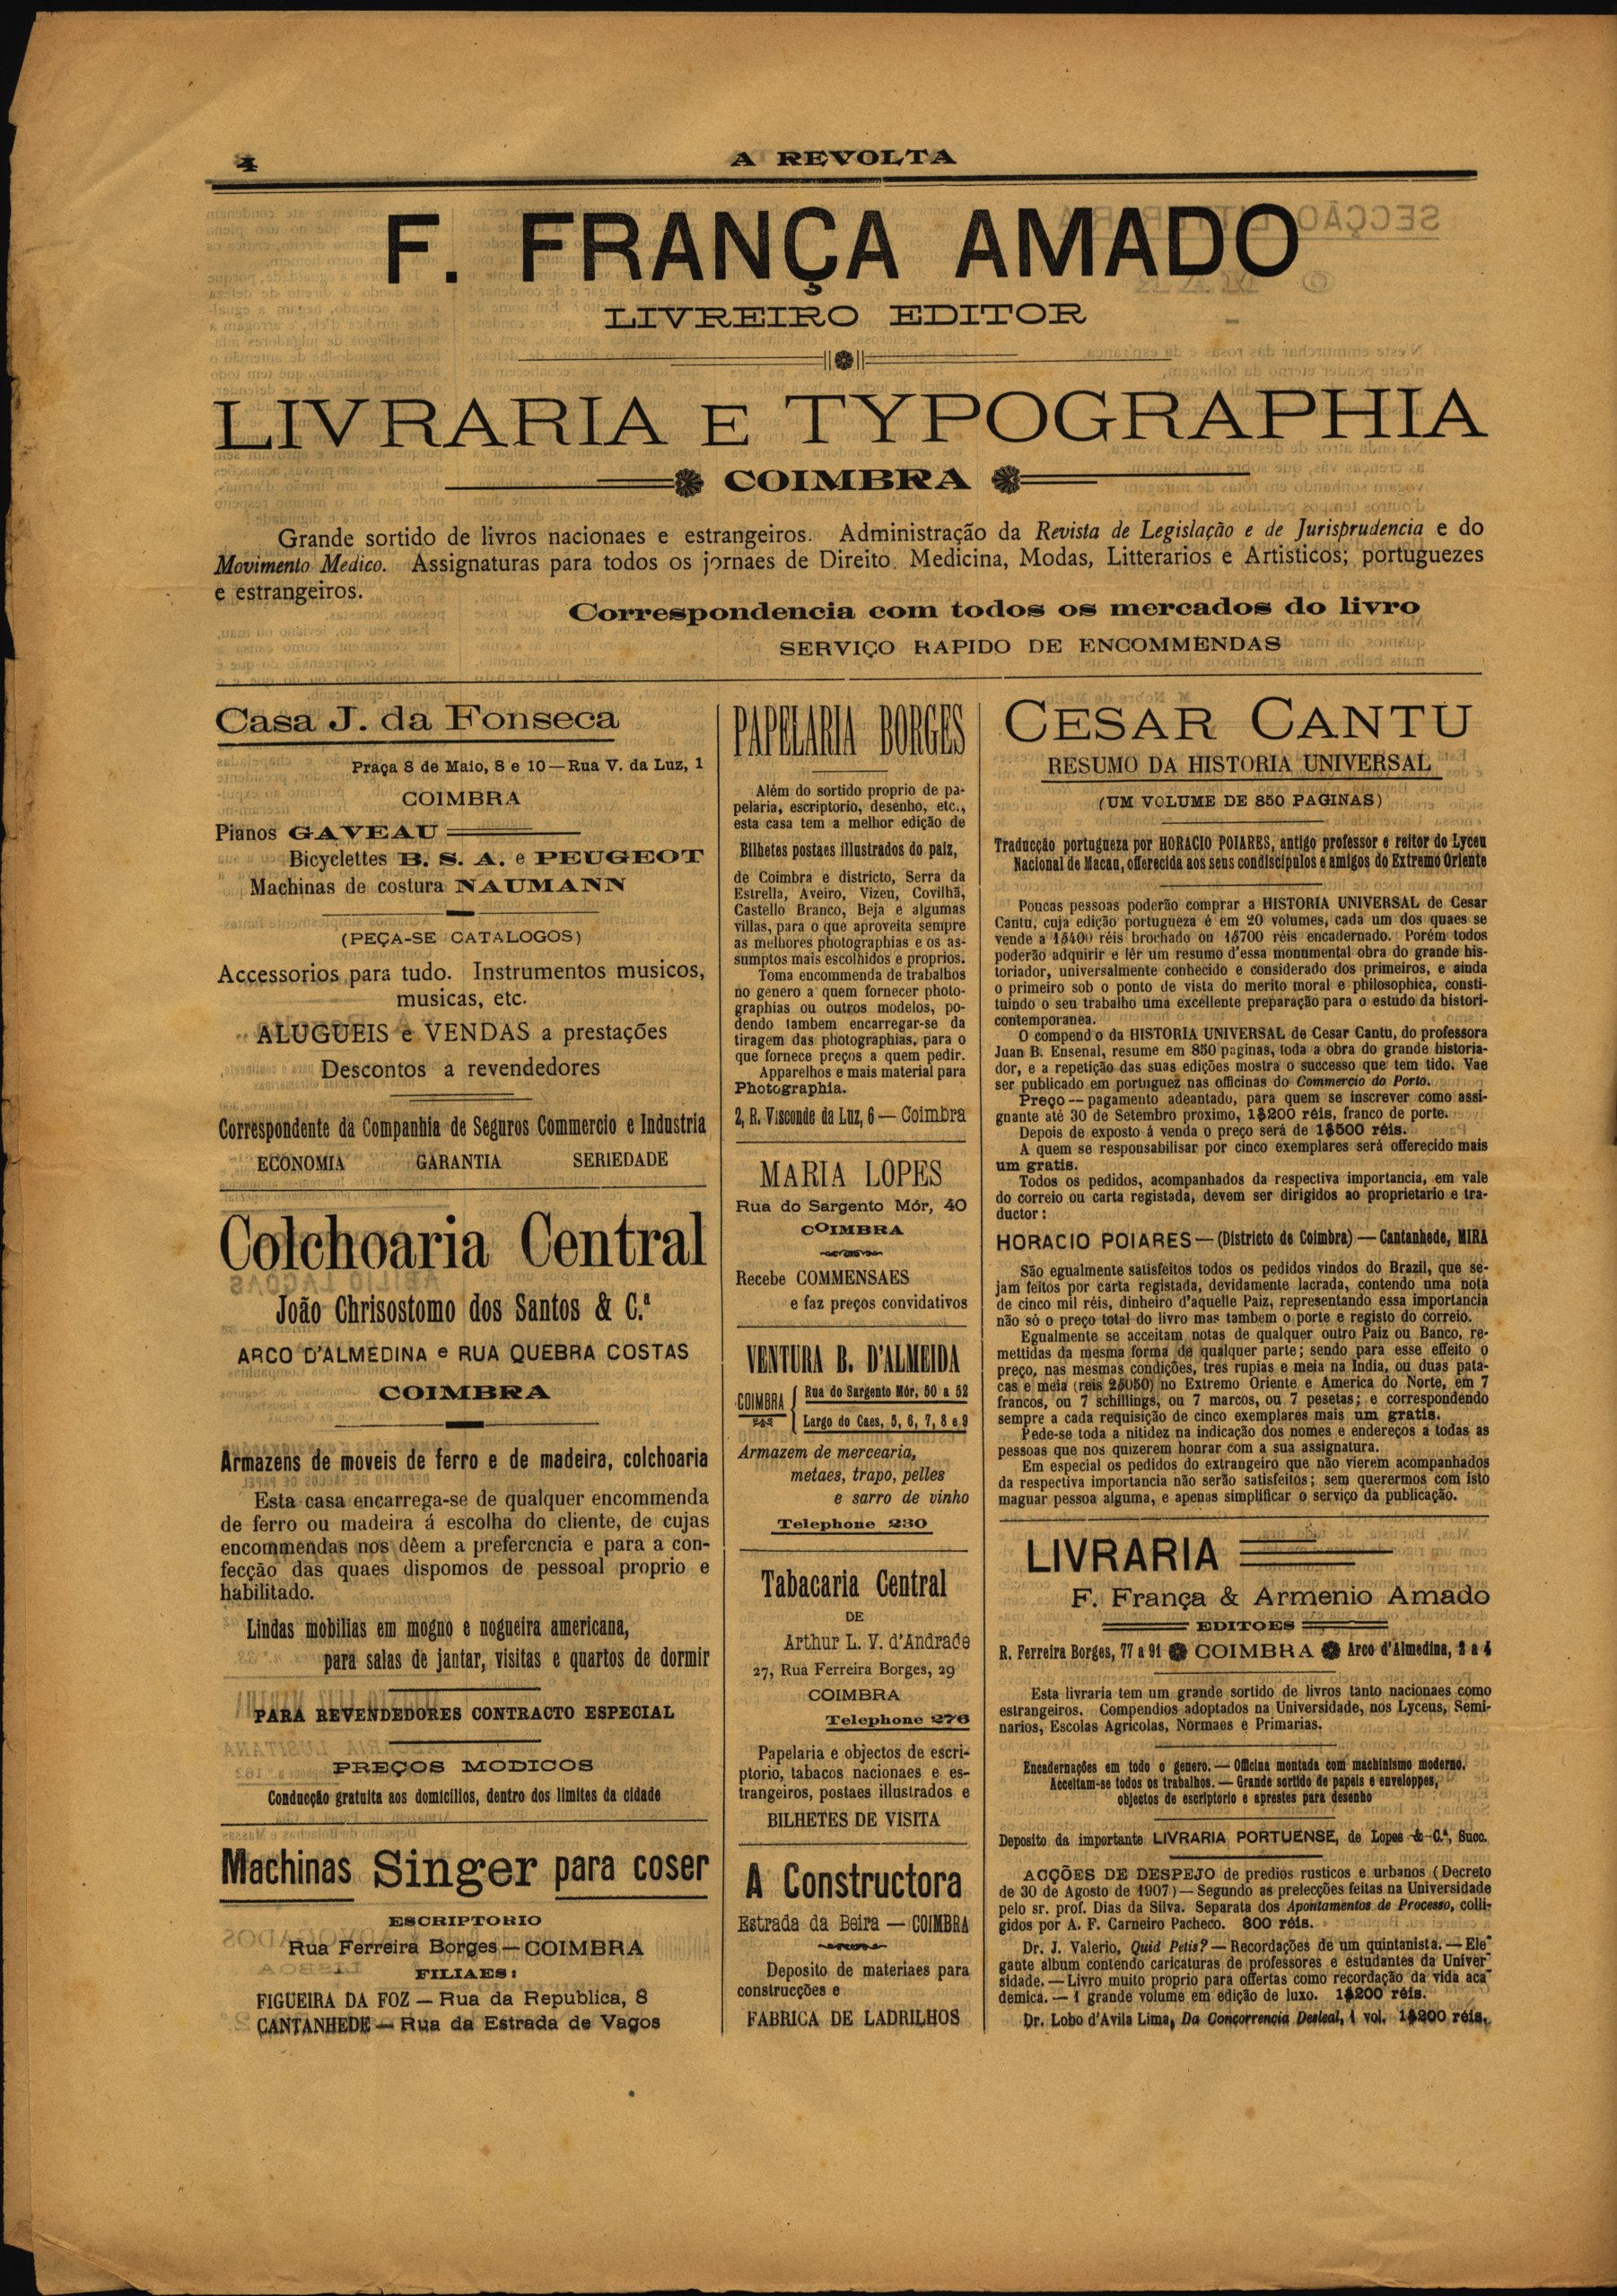 4
A REVOLTA
F. FRANÇA AMADO
LIVREIRO EDITOR
LIVRARIA E TYPOGRAPHIA
COIMBRA
Grande sortido de livros nacionaes e estrangeiros. Administração da Revista de Legislação e de Jurisprudencia e do
Movimento Medico. Assignaturas para todos os jornaes de Direito. Medicina, Modas, Litterarios e Artisticos; portuguezes
e estrangeiros.
Correspondencia com todos os mercados do livro
SERVIÇO RAPIDO DE ENCOMMENDAS
Casa J. da Fonseca
Praça 8 de Maio, 8 e 10 — Rua V. da Luz, 1
COIMBRA
Pianos GAVEAU
Bicyclettes B. S. A. e PEUGEOT
Machinas de costura NAUMANN
(PEÇA-SE CATALOGOS)
Accessorios para tudo. Instrumentos musicos,
musicas, etc.
ALUGUEIS e VENDAS a prestações
Descontos a revendedores
Correspondente da Companhia de Seguros Commercio e Industria
ECONOMIA GARANTIA SERIEDADE
Colchoaria Central
João Chrisostomo dos Santos & C.ª
ARCO D'ALMEDINA e RUA QUEBRA COSTAS
COIMBRA
Armazens de moveis de ferro e de madeira, colchoaria
Esta casa encarrega-se de qualquer encommenda
de ferro ou madeira á escolha do cliente, de cujas
encommendas nos dêem a preferencia e para a con-
fecção das quaes dispomos de pessoal proprio e
habilitado.
Lindas mobilias em mogno e nogueira americana,
para salas de jantar, visitas e quartos de dormir
PARA REVENDEDORES CONTRACTO ESPECIAL
PREÇOS MODICOS
Conducção gratuita aos domicilios, dentro dos limites da cidade
Machinas Singer para coser
ESCRIPTORIO
Rua Ferreira Borges — COIMBRA
FILIAES:
FIGUEIRA DA FOZ — Rua da Republica, 8
CANTANHEDE — Rua da Estrada de Vagos
PAPELARIA BORGES
Além do sortido proprio de pa-
pelaria, escriptorio, desenho, etc.,
esta casa tem a melhor edição de
Bilhetes postaes illustrados do paiz,
de Coimbra e districto, Serra da
Estrella, Aveiro, Vizeu, Covilhã,
Castello Branco, Beja e algumas
villas, para o que aproveita sempre
as melhores photographias e os as-
sumptos mais escolhidos e proprios.
Toma encommenda de trabalhos
no genero a quem fornecer photo-
graphias ou outros modelos, po-
dendo tambem encarregar-se da
tiragem das photographias, para o
que fornece preços a quem pedir.
Apparelhos e mais material para
Photographia.
2, R. Visconde da Luz, 6 — Coimbra
MARIA LOPES
Rua do Sargento Mór, 40
COIMBRA
Recebe COMMENSAES
e faz preços convidativos
VENTURA B. D'ALMEIDA
COIMBRA { Rua do Sargento Mór, 50 a 52
Largo do Caes, 5, 6, 7, 8 e 9
Armazem de mercearia,
metaes, trapo, pelles
e sarro de vinho
Telephone 230
Tabacaria Central
DE
Arthur L. V. d'Andrade
27, Rua Ferreira Borges, 29
COIMBRA
Telephone 276
Papelaria e objectos de escri-
ptorio, tabacos nacionaes e es-
trangeiros, postaes illustrados e
BILHETES DE VISITA
A Constructora
Estrada da Beira — COIMBRA
Deposito de materiaes para
construcções e
FABRICA DE LADRILHOS
CESAR CANTU
RESUMO DA HISTORIA UNIVERSAL
(UM VOLUME DE 850 PAGINAS)
Traducção portugueza por HORACIO POIARES, antigo professor e reitor do Lyceu
Nacional de Macau, offerecida aos seus condiscipulos e amigos do Extremo Oriente
Poucas pessoas poderão comprar a HISTORIA UNIVERSAL de Cesar
Cantu, cuja edição portugueza é em 20 volumes, cada um dos quaes se
vende a 1$400 réis brochado ou 1$700 réis encadernado. Porém todos
poderão adquirir e lêr um resumo d'essa monumental obra do grande his-
toriador, universalmente conhecido e considerado dos primeiros, e ainda
o primeiro sob o ponto de vista do merito moral e philosophica, consti-
tuindo o seu trabalho uma excellente preparação para o estudo da histori-
contemporanea.
O compend o da HISTORIA UNIVERSAL de Cesar Cantu, do professora
Juan B. Ensenal, resume em 850 paginas, toda a obra do grande historia-
dor, e a repetição das suas edições mostra o successo que tem tido. Vae
ser publicado em portuguez nas officinas do Commercio do Porto.
Preço — pagamento adeantado, para quem se inscrever como assi-
gnante até 30 de Setembro proximo, 1$200 réis, franco de porte.
Depois de exposto á venda o preço será de 1$500 réis.
A quem se responsabilisar por cinco exemplares será offerecido mais
um gratis.
Todos os pedidos, acompanhados da respectiva importancia, em vale
do correio ou carta registada, devem ser dirigidos ao proprietario e tra-
ductor:
HORACIO POIARES — (Districto de Coimbra) — Cantanhede, MIRA
São egualmente satisfeitos todos os pedidos vindos do Brazil, que se-
jam feitos por carta registada, devidamente lacrada, contendo uma nota
de cinco mil réis, dinheiro d'aquelle Paiz, representando essa importancia
não só o preço total do livro mas tambem o porte e registo do correio.
Egualmente se acceitam notas de qualquer outro Paiz ou Banco, re-
mettidas da mesma forma de qualquer parte; sendo para esse effeito o
preço, nas mesmas condições, tres rupias e meia na India, ou duas pata-
cas e meia (reis 2$050) no Extremo Oriente e America do Norte, em 7
francos, ou 7 schillings, ou 7 marcos, ou 7 pesetas; e correspondendo
sempre a cada requisição de cinco exemplares mais um gratis.
Pede-se toda a nitidez na indicação dos nomes e endereços a todas as
pessoas que nos quizerem honrar com a sua assignatura.
Em especial os pedidos do extrangeiro que não vierem acompanhados
da respectiva importancia não serão satisfeitos; sem querermos com isto
maguar pessoa alguma, e apenas simplificar o serviço da publicação.
LIVRARIA
F. França & Armenio Amado
EDITOES
R. Ferreira Borges, 77 a 91 COIMBRA Arco d'Almedina, 2 a 4
Esta livraria tem um grande sortido de livros tanto nacionaes como
estrangeiros. Compendios adoptados na Universidade, nos Lyceus, Semi-
narios, Escolas Agricolas, Normaes e Primarias.
Encadernações em todo o genero. — Officina montada com machinismo moderno.
Acceitam-se todos os trabalhos. — Grande sortido de papeis e enveloppes,
objectos de escriptorio e aprestes para desenho
Deposito da importante LIVRARIA PORTUENSE, de Lopes & C.ª, Succ.
ACÇÕES DE DESPEJO de predios rusticos e urbanos (Decreto
de 30 de Agosto de 1907) — Segundo as prelecções feitas na Universidade
pelo sr. prof. Dias da Silva. Separata dos Apontamentos de Processo, colli-
gidos por A. F. Carneiro Pacheco. 800 réis.
Dr. J. Valerio, Quid Petis? — Recordações de um quintanista. — Ele-
gante album contendo caricaturas de professores e estudantes da Univer-
sidade. — Livro muito proprio para offertas como recordação da vida aca-
demica. — 1 grande volume em edição de luxo. 1$200 réis.
Dr. Lobo d'Avila Lima, Da Concorrencia Desleal, 1 vol. 1$200 réis.